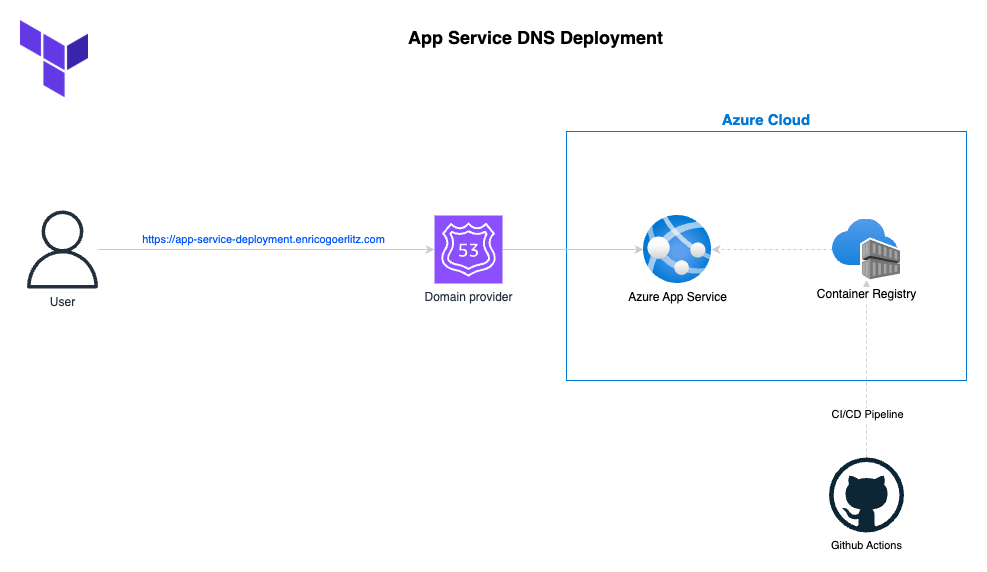 App Service DNS Deployment
Azure Cloud
https://app-service-deployment.enricogoerlitz.com
53
User
Domain provider
Azure App Service
Container Registry
CI/CD Pipeline
Github Actions